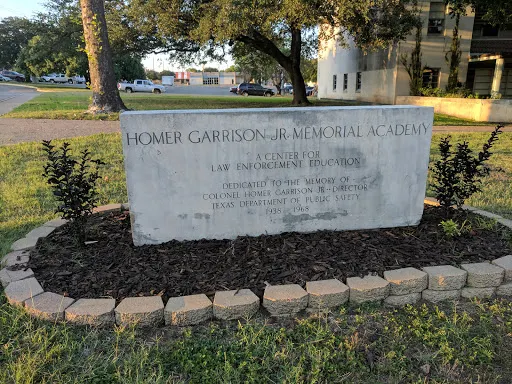 HOMER GARRISON JR MEMORIAL ACADEMY
A CENTER FOR
LAW ENFORCEMENT EDUCATION
DEDICATED TO THE MEMORY OF
COLONEL HOMER GARRISON JR - DIRECTOR
TEXAS DEPARTMENT OF PUBLIC SAFETY
1938 - 1968